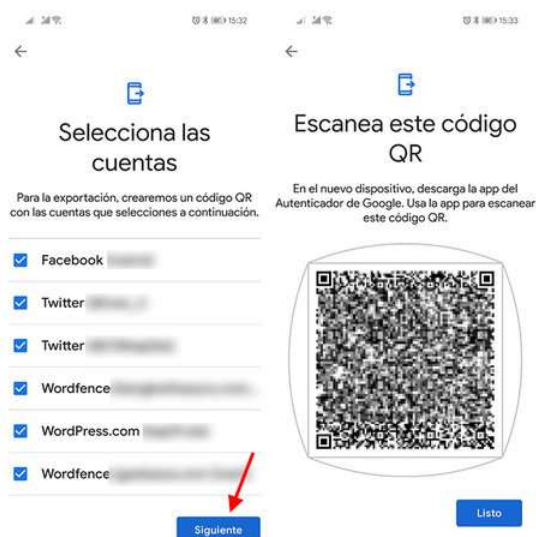 15:32
Selecciona las
cuentas
Para la exportación, crearemos un código QR
con las cuentas que selecciones a continuación.
Facebook
Twitter
Twitter
Wordfence
WordPress.com
Wordfence
Siguiente
15:33
Escanea este código
QR
En el nuevo dispositivo, descarga la app del
Autenticador de Google. Usa la app para escanear
este código QR.
Listo